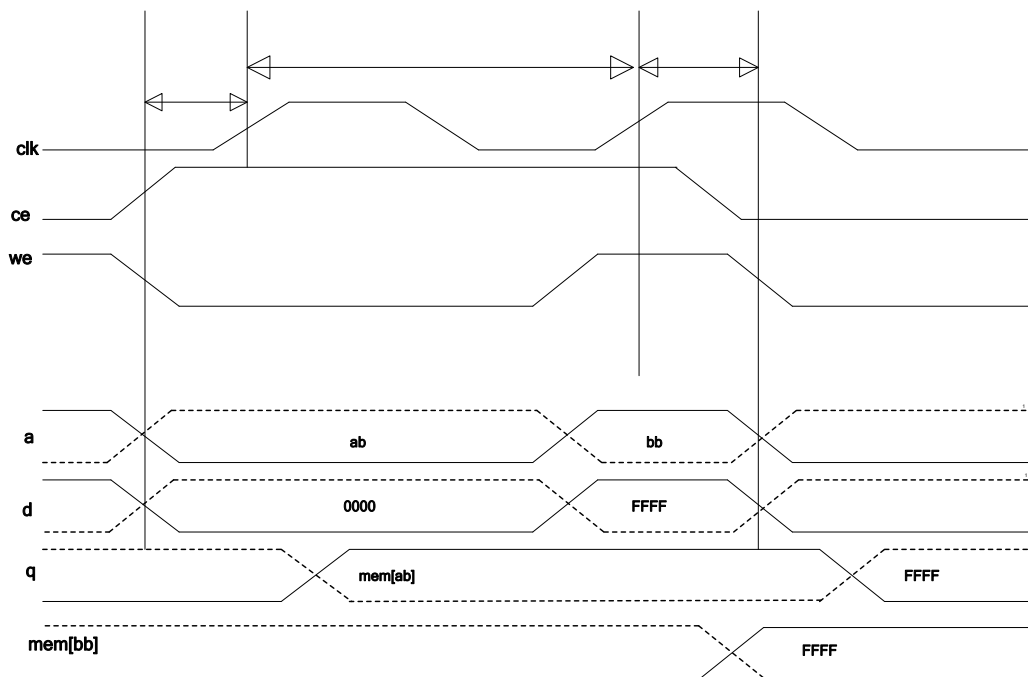 clk
ce
we
a ab bb
d 0000 FFFF
q mem[ab] FFFF
mem[bb] FFFF